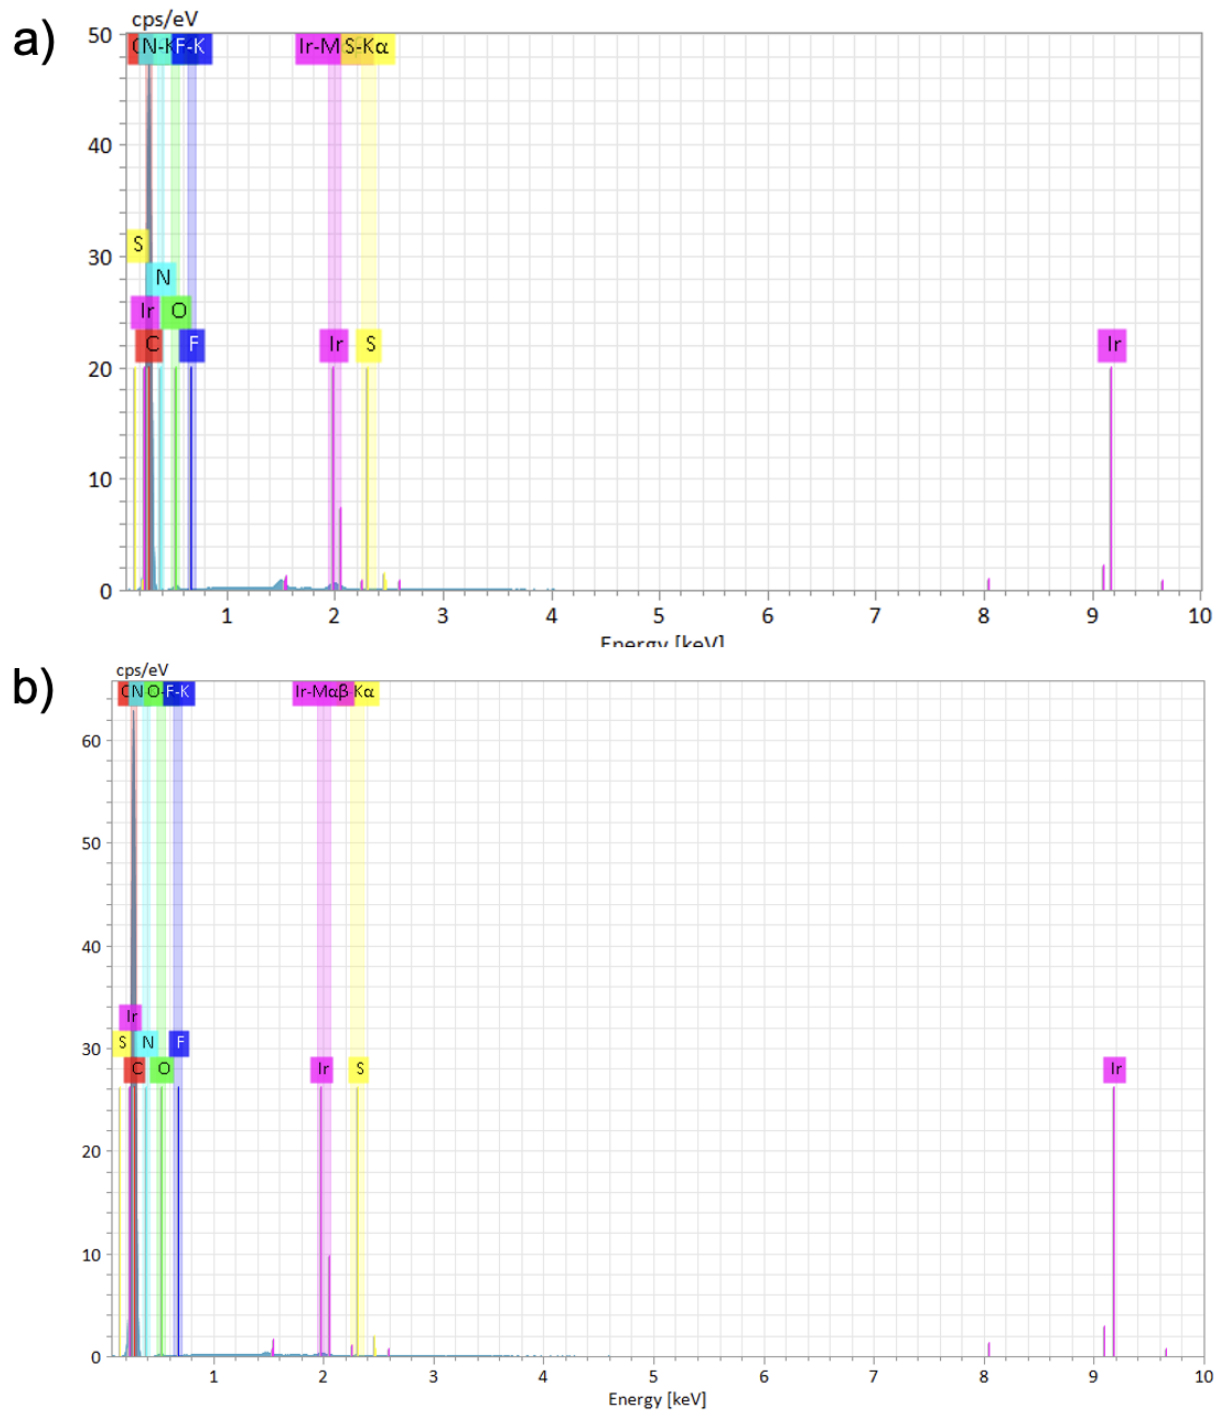 a)
cps/eV
50
N-K F-K Ir-M S-Kα
40
30
S
N
Ir O
C F Ir S Ir
20
10
0
1 2 3 4 5 6 7 8 9 10
Energy [keV]
b)
cps/eV
N O- F-K Ir-Mαβ Kα
60
50
40
Ir
S N F
30
C O Ir S Ir
20
10
0
1 2 3 4 5 6 7 8 9 10
Energy [keV]